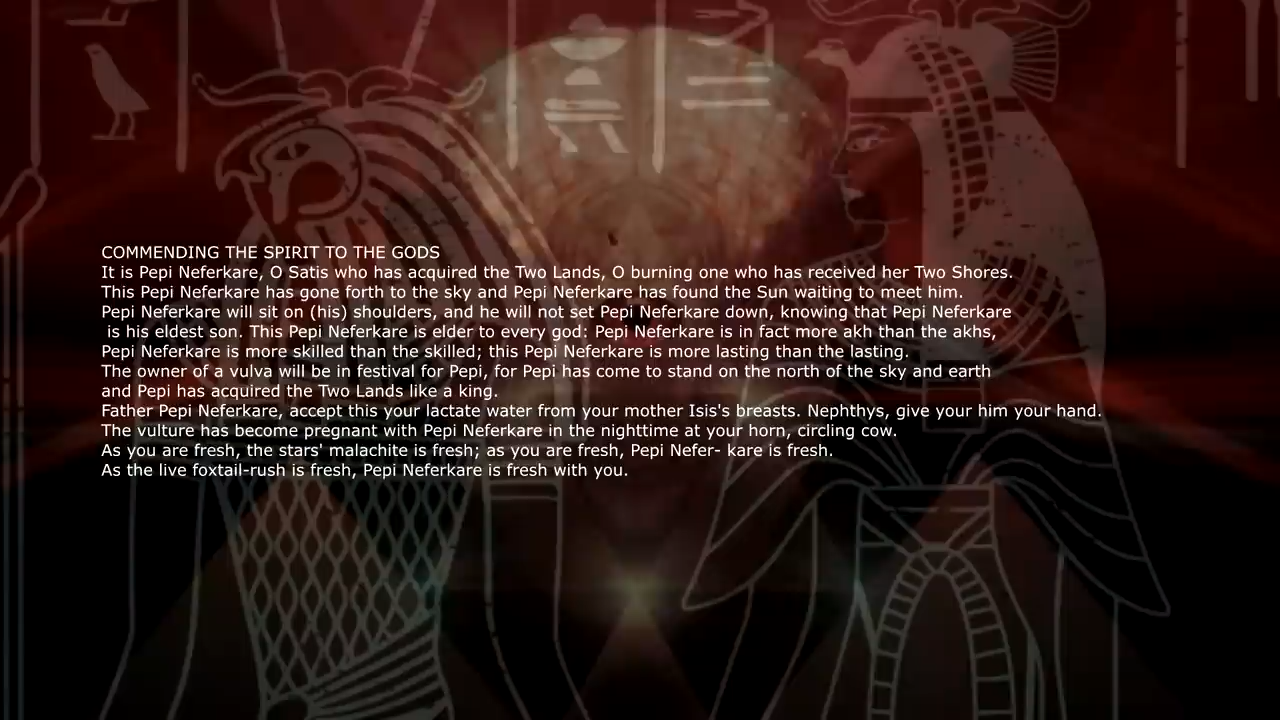 COMMENDING THE SPIRIT TO THE GODS
It is Pepi Neferkare, O Satis who has acquired the Two Lands, O burning one who has received her Two Shores.
This Pepi Neferkare has gone forth to the sky and Pepi Neferkare has found the Sun waiting to meet him.
Pepi Neferkare will sit on (his) shoulders, and he will not set Pepi Neferkare down, knowing that Pepi Neferkare
is his eldest son. This Pepi Neferkare is elder to every god: Pepi Neferkare is in fact more akh than the akhs,
Pepi Neferkare is more skilled than the skilled; this Pepi Neferkare is more lasting than the lasting.
The owner of a vulva will be in festival for Pepi, for Pepi has come to stand on the north of the sky and earth
and Pepi has acquired the Two Lands like a king.
Father Pepi Neferkare, accept this your lactate water from your mother Isis's breasts. Nephthys, give your him your hand.
The vulture has become pregnant with Pepi Neferkare in the nighttime at your horn, circling cow.
As you are fresh, the stars' malachite is fresh; as you are fresh, Pepi Nefer- kare is fresh.
As the live foxtail-rush is fresh, Pepi Neferkare is fresh with you.